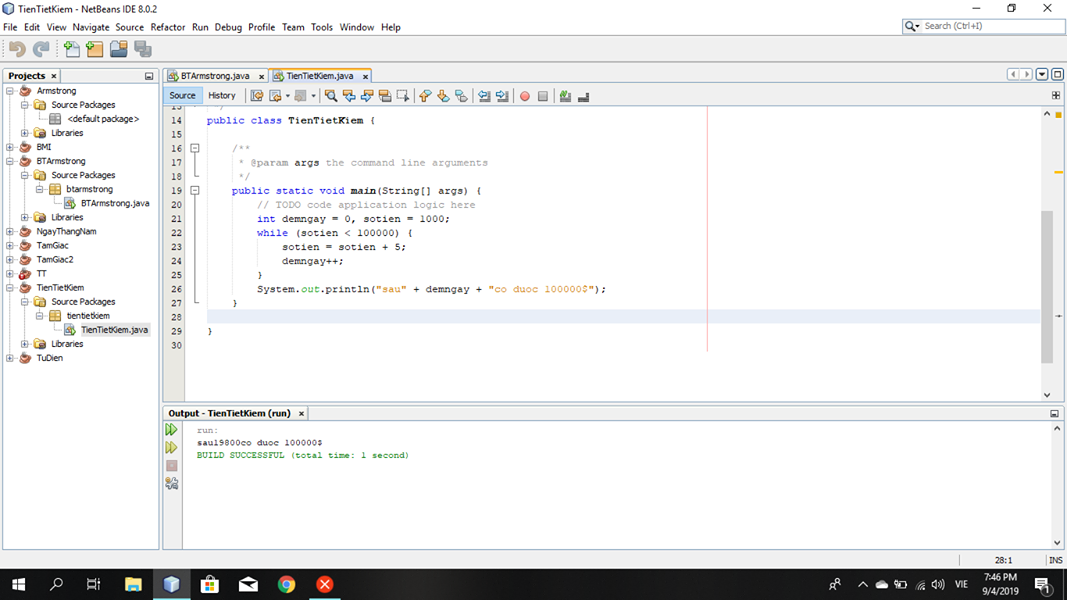 TienTietKiem - NetBeans IDE 8.0.2
File Edit View Navigate Source Refactor Run Debug Profile Team Tools Window Help
Search (Ctrl+I)
Projects
BTArmstrong.java
TienTietKiem.java
Armstrong
Source Packages
<default package>
Libraries
BMI
BTArmstrong
Source Packages
btarmstrong
BTArmstrong.java
Libraries
NgayThangNam
TamGiac
TamGiac2
TT
TienTietKiem
Source Packages
tientietkiem
TienTietKiem.java
Libraries
TuDien
Source History
13
14 public class TienTietKiem {
15
16 /**
17 * @param args the command line arguments
18 */
19 public static void main(String[] args) {
20 // TODO code application logic here
21 int demngay = 0, sotien = 1000;
22 while (sotien < 100000) {
23 sotien = sotien + 5;
24 demngay++;
25 }
26 System.out.println("sau" + demngay + "co duoc 100000$");
27 }
28
29 }
30
Output - TienTietKiem (run)
run:
sau19800co duoc 100000$
BUILD SUCCESSFUL (total time: 1 second)
28:1 INS
VIE
7:46 PM
9/4/2019
1